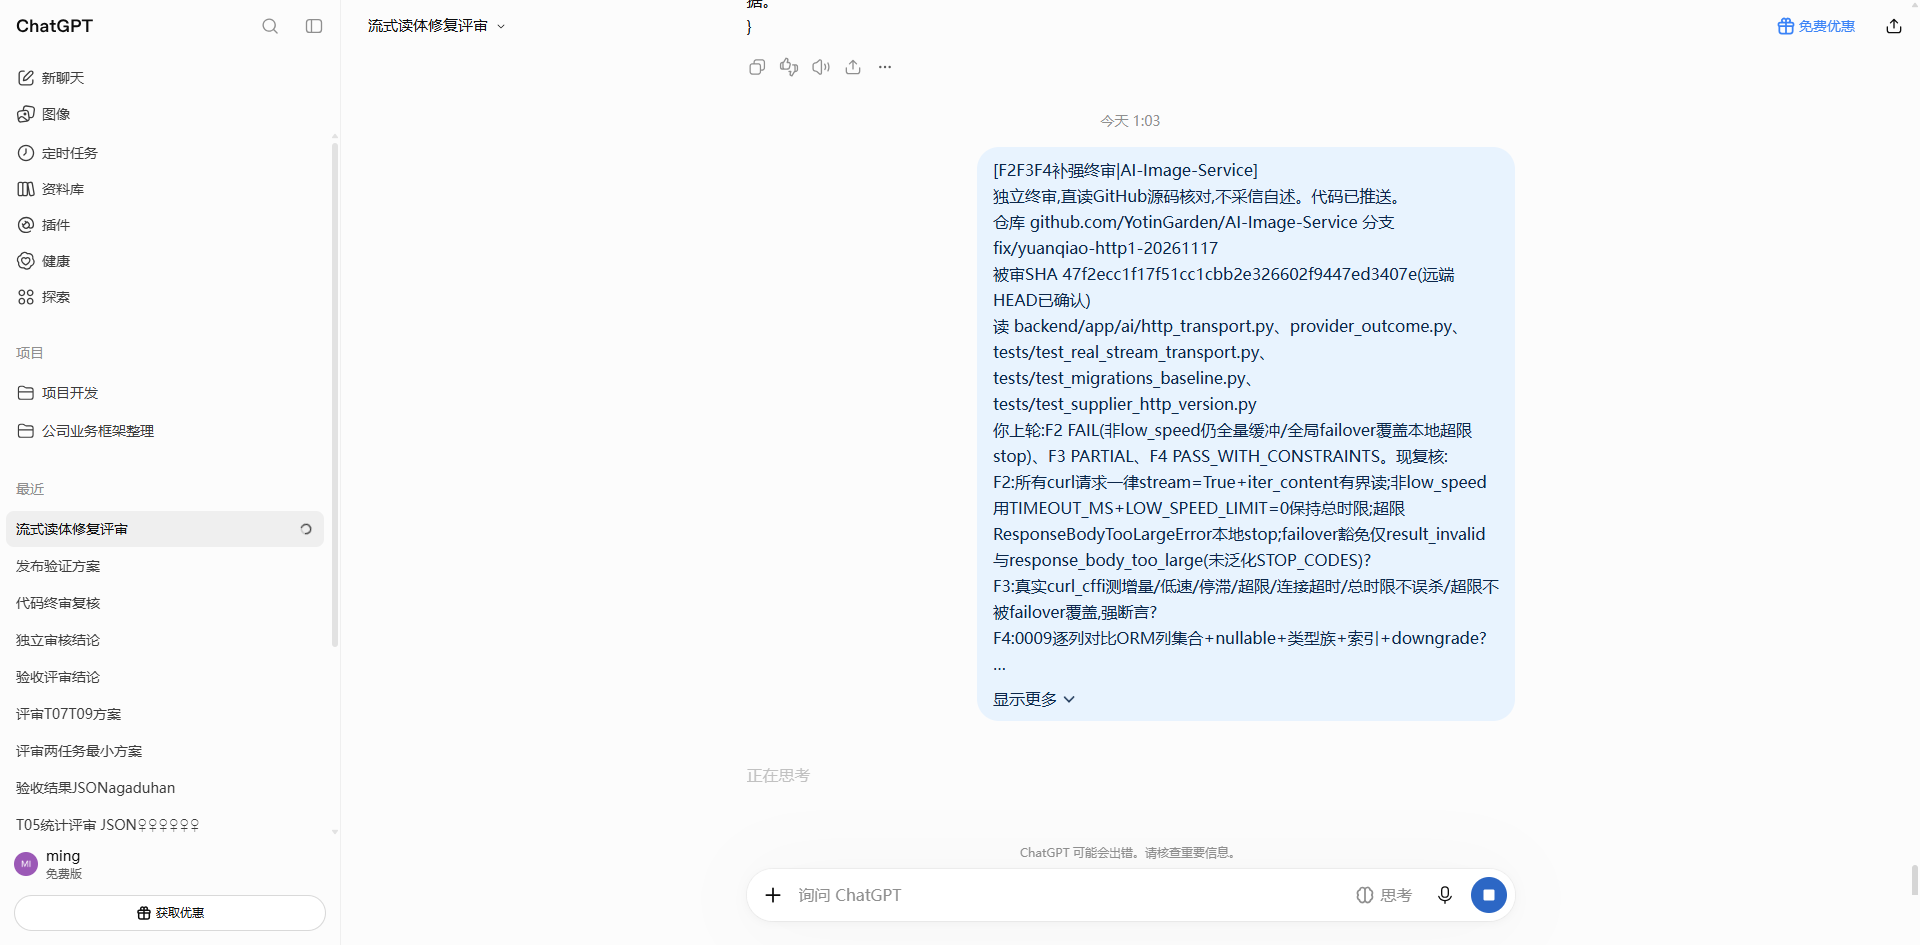 ChatGPT
新聊天
图像
定时任务
资料库
插件
健康
探索
项目
项目开发
公司业务框架整理
最近
流式读体修复评审
发布验证方案
代码终审复核
独立审核结论
验收评审结论
评审T07T09方案
评审两任务最小方案
验收结果JSONagaduhan
T05统计评审 JSON♀♀♀♀♀♀
MI
ming
免费版
获取优惠
流式读体修复评审
免费优惠
据。
}
今天 1:03
[F2F3F4补强终审|AI-Image-Service]
独立终审,直读GitHub源码核对,不采信自述。代码已推送。
仓库 github.com/YotinGarden/AI-Image-Service 分支
fix/yuanqiao-http1-20261117
被审SHA 47f2ecc1f17f51cc1cbb2e326602f9447ed3407e(远端
HEAD已确认)
读 backend/app/ai/http_transport.py、provider_outcome.py、
tests/test_real_stream_transport.py、
tests/test_migrations_baseline.py、
tests/test_supplier_http_version.py
你上轮:F2 FAIL(非low_speed仍全量缓冲/全局failover覆盖本地超限
stop)、F3 PARTIAL、F4 PASS_WITH_CONSTRAINTS。现复核:
F2:所有curl请求一律stream=True+iter_content有界读;非low_speed
用TIMEOUT_MS+LOW_SPEED_LIMIT=0保持总时限;超限
ResponseBodyTooLargeError本地stop;failover豁免仅result_invalid
与response_body_too_large(未泛化STOP_CODES)?
F3:真实curl_cffi测增量/低速/停滞/超限/连接超时/总时限不误杀/超限不
被failover覆盖,强断言?
F4:0009逐列对比ORM列集合+nullable+类型族+索引+downgrade?
...
显示更多
正在思考
ChatGPT 可能会出错。请核查重要信息。
询问 ChatGPT
思考